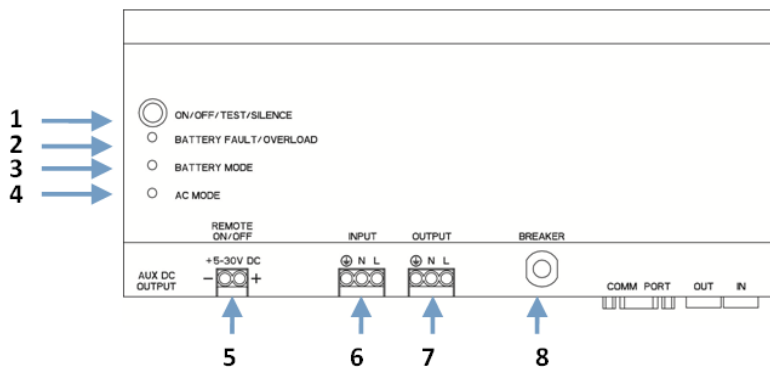 1
ON/OFF/TEST/SILENCE
2
BATTERY FAULT/OVERLOAD
3
BATTERY MODE
4
AC MODE
REMOTE
ON/OFF
INPUT
OUTPUT
BREAKER
+5-30V DC
⏚ N L
⏚ N L
AUX DC
OUTPUT
− +
COMM PORT
OUT
IN
5
6
7
8